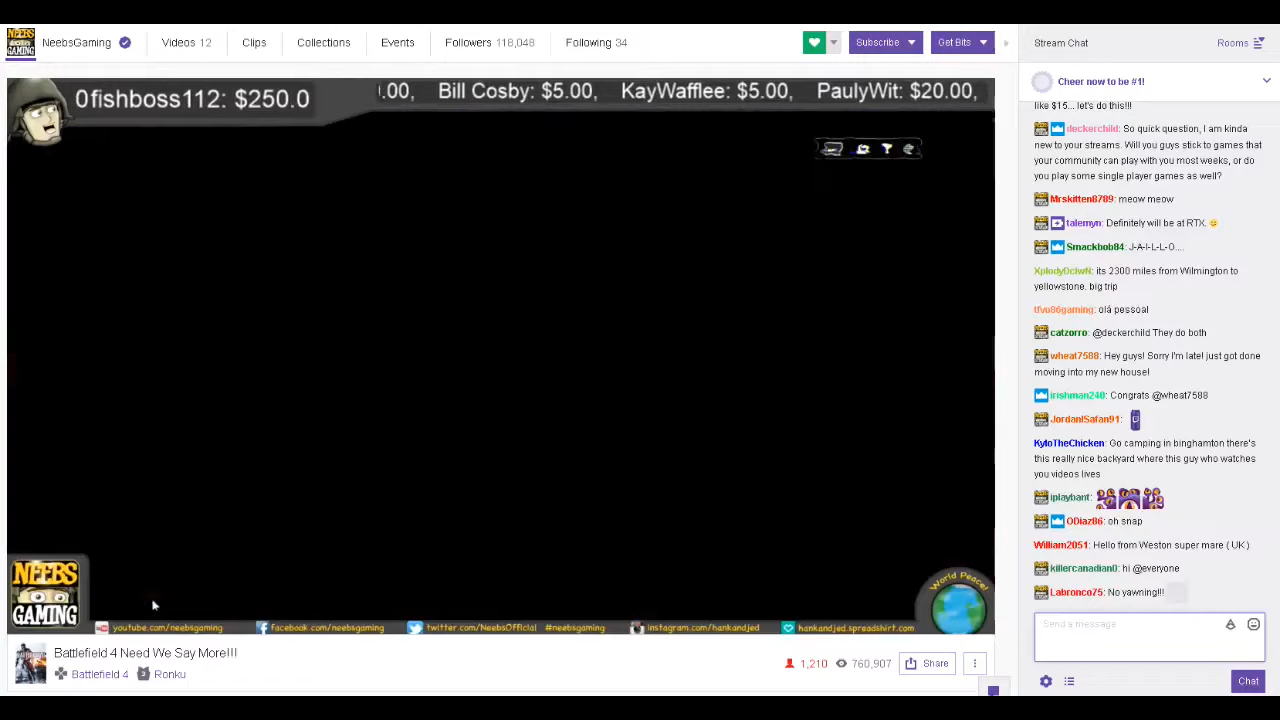 NeebsGaming Videos 12 Clips Collections Events Followers 118,048 Following 34 Subscribe Get Bits
Stream Chat Rooms
0fishboss112: $250.0
.00, Bill Cosby: $5.00, KayWafflee: $5.00, PaulyWit: $20.00,
NEEBS
GAMING
World Peace!
youtube.com/neebsgaming facebook.com/neebsgaming twitter.com/NeebsOfficial #neebsgaming instagram.com/hankandjed hankandjed.spreadshirt.com
Battlefield 4 Need We Say More!!!
Battlefield 4 Ronku
1,210 760,907 Share
Cheer now to be #1!
like $15... let's do this!!!
deckerchild: So quick question, I am kinda
new to your streams. Will you guys stick to games that
your community can play with you most weeks, or do
you play some single player games as well?
Mrskitten8789: meow meow
talemyn: Definitely will be at RTX.
Smackbob84: J-A-I-L-L-O....
XplodyDclwN: its 2300 miles from Wilmington to
yellowstone. big trip
tfvo86gaming: olá pessoal
catzorro: @deckerchild They do both
wheat7588: Hey guys! Sorry I'm late! just got done
moving into my new house!
irishman240: Congrats @wheat7588
JordanISafan91:
KyloTheChicken: Go camping in binghamton there's
this really nice backyard where this guy who watches
you videos lives
iplaybant:
ODiaz86: oh snap
William2051: Hello from Weston super mare ( UK )
killercanadian0: hi @everyone
Labronco75: No yawning!!!
Send a message
Chat